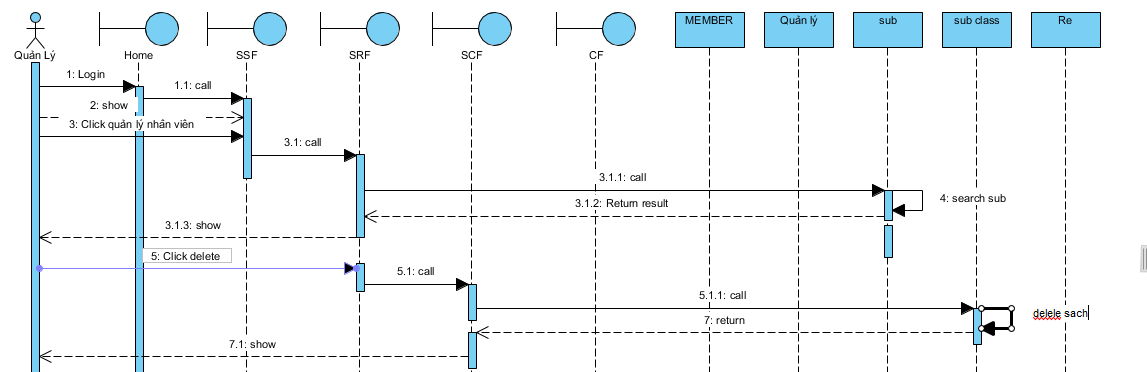 MEMBER
Quản lý
sub
sub class
Re
Quản Lý
Home
SSF
SRF
SCF
CF
1: Login
1.1: call
2: show
3: Click quản lý nhân viên
3.1: call
3.1.1: call
4: search sub
3.1.2: Return result
3.1.3: show
5: Click delete
5.1: call
5.1.1: call
delele sach
7: return
7.1: show